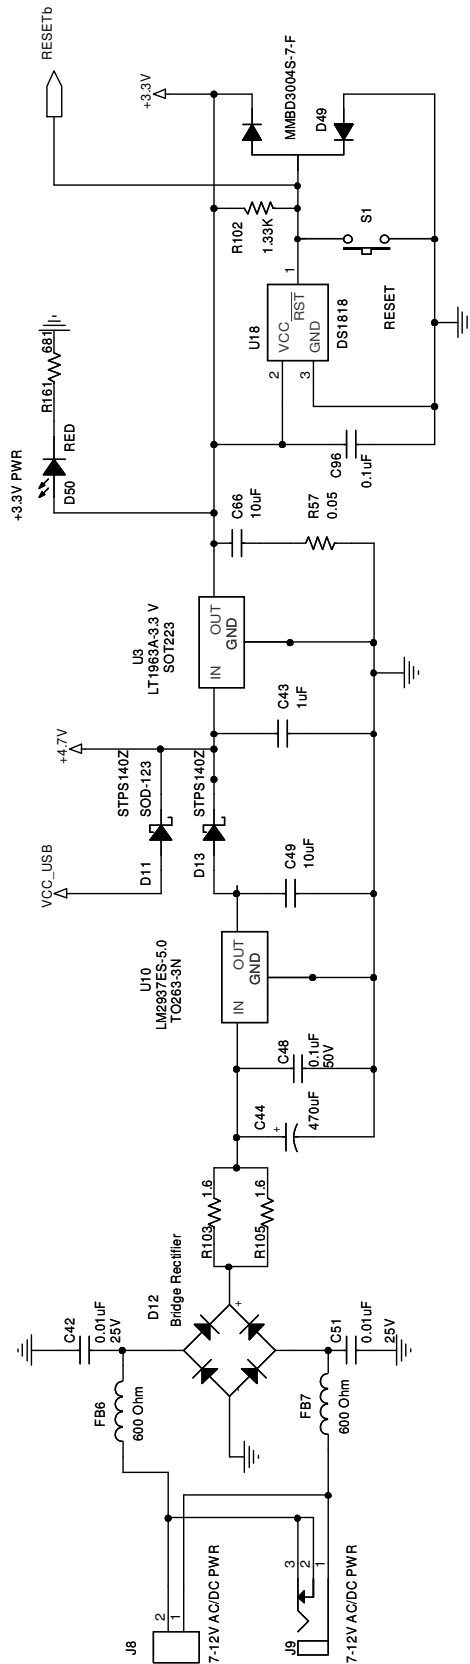 RESETb
+3.3V
MMBD3004S-7-F
D49
R102
1.33K
S1
1
U18
VCC
RST
GND
DS1818
RESET
2
3
C96
0.1uF
R161
681
RED
D50
+3.3V PWR
C66
10uF
R57
0.05
U3
LT1963A-3.3 V
SOT223
IN
OUT
GND
C43
1uF
+4.7V
STPS140Z
SOD-123
STPS140Z
D11
D13
VCC_USB
C49
10uF
U10
LM2937ES-5.0
TO263-3N
IN
OUT
GND
C48
0.1uF
50V
C44
+
470uF
R103
1.6
R105
1.6
D12
Bridge Rectifier
+
-
C42
0.01uF
25V
C51
0.01uF
25V
FB6
600 Ohm
FB7
600 Ohm
J8
2
1
7-12V AC/DC PWR
J9
3
2
1
7-12V AC/DC PWR